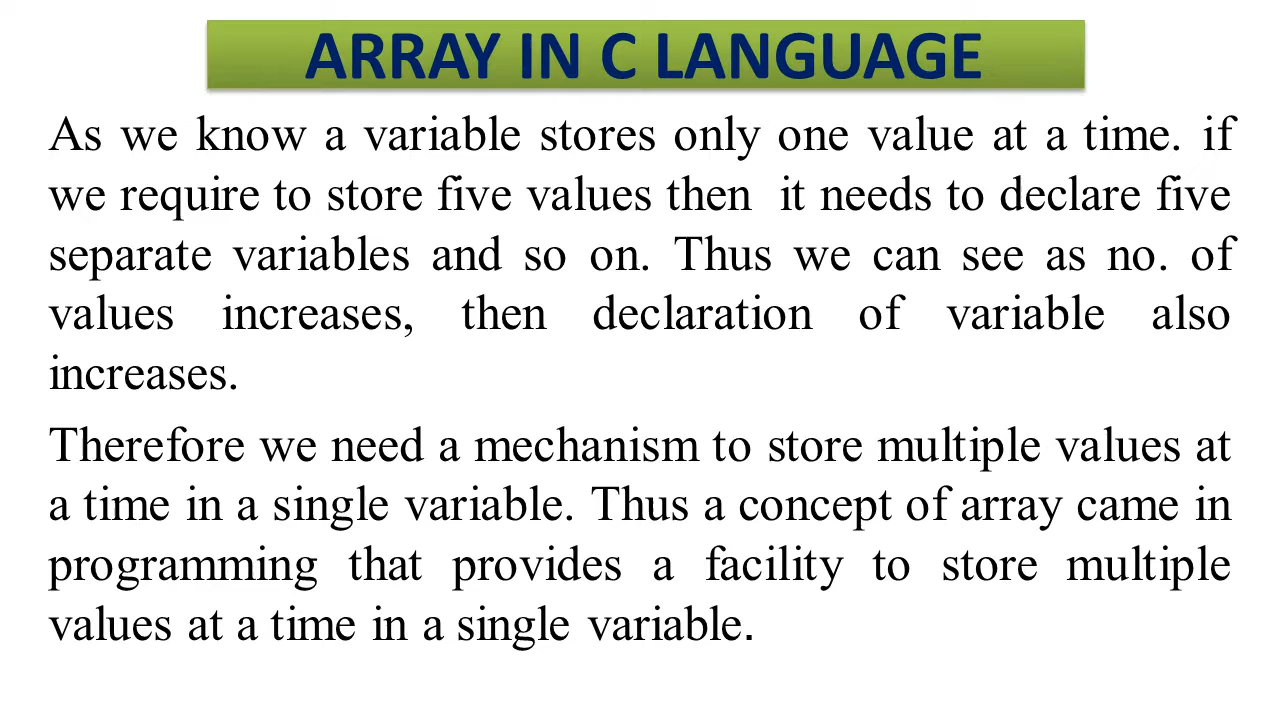 ARRAY IN C LANGUAGE
As we know a variable stores only one value at a time. if
we require to store five values then  it needs to declare five
separate variables and so on. Thus we can see as no. of
values increases, then declaration of variable also
increases.
Therefore we need a mechanism to store multiple values at
a time in a single variable. Thus a concept of array came in
programming that provides a facility to store multiple
values at a time in a single variable.